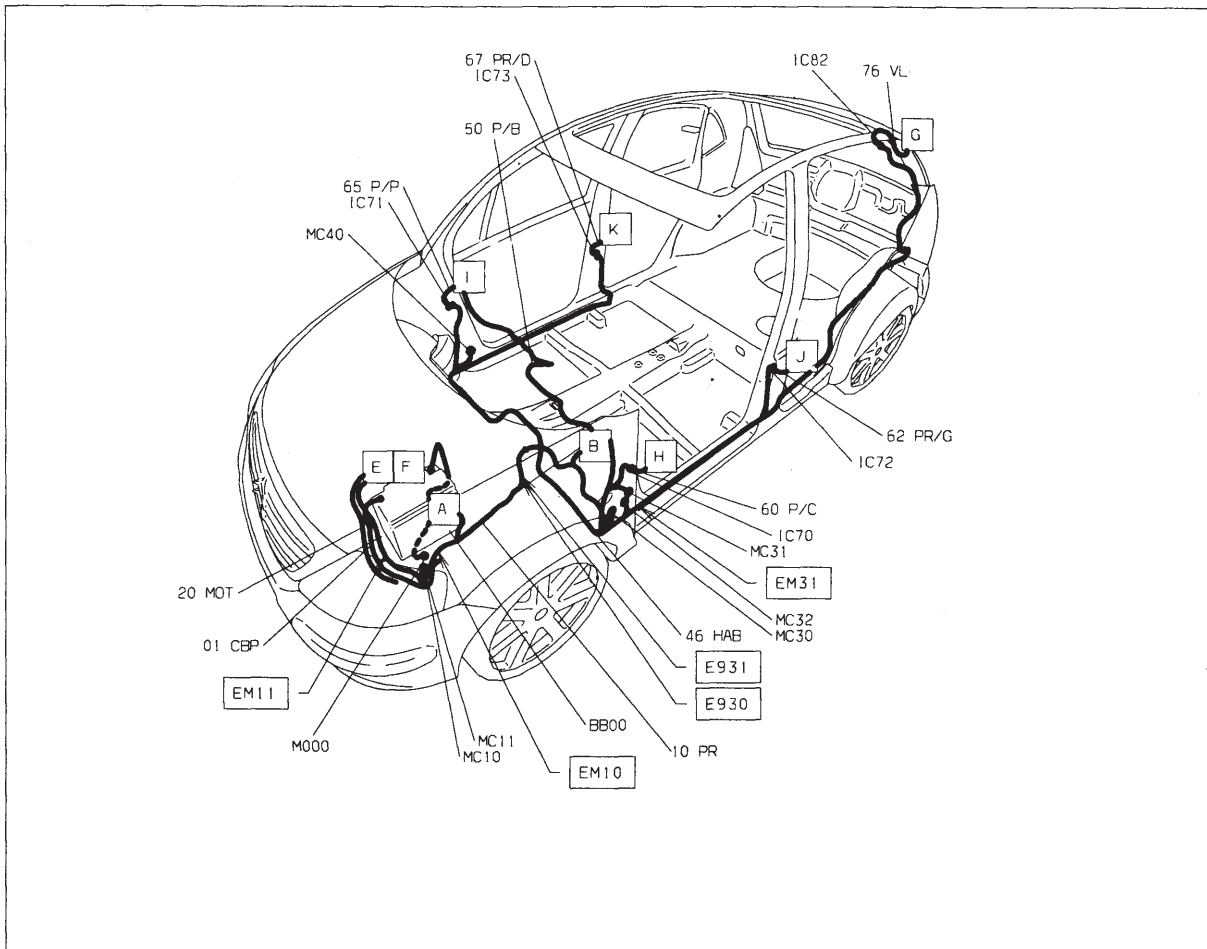 67 PR/D
IC73
IC82
76 VL
G
50 P/B
65 P/P
IC71
K
MC40
I
J
62 PR/G
IC72
B
H
E
F
60 P/C
A
IC70
MC31
EM31
20 MOT
MC32
MC30
46 HAB
01 CBP
E931
EM11
E930
BB00
MC11
M000
MC10
10 PR
EM10